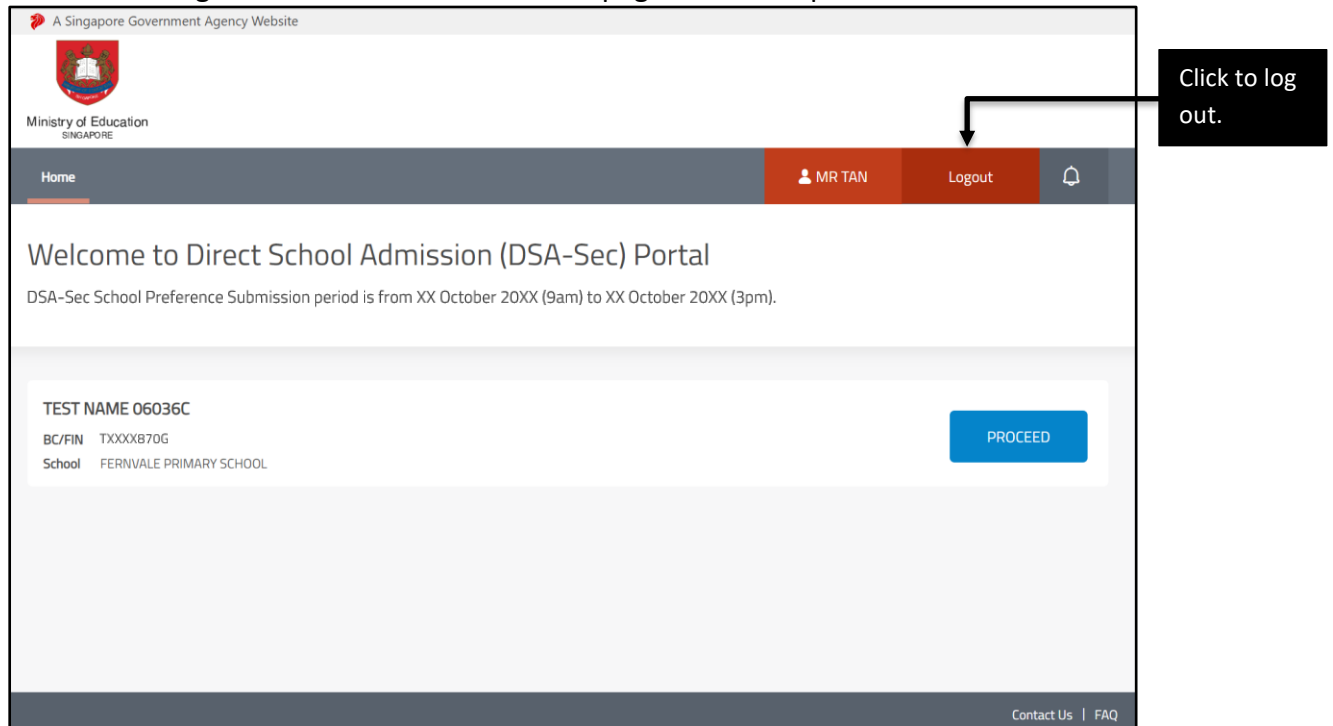 A Singapore Government Agency Website
Ministry of Education
SINGAPORE
Click to log
out.
Home
MR TAN
Logout
Welcome to Direct School Admission (DSA-Sec) Portal
DSA-Sec School Preference Submission period is from XX October 20XX (9am) to XX October 20XX (3pm).
TEST NAME 06036C
BC/FIN TXXXX870G
School FERNVALE PRIMARY SCHOOL
PROCEED
Contact Us | FAQ